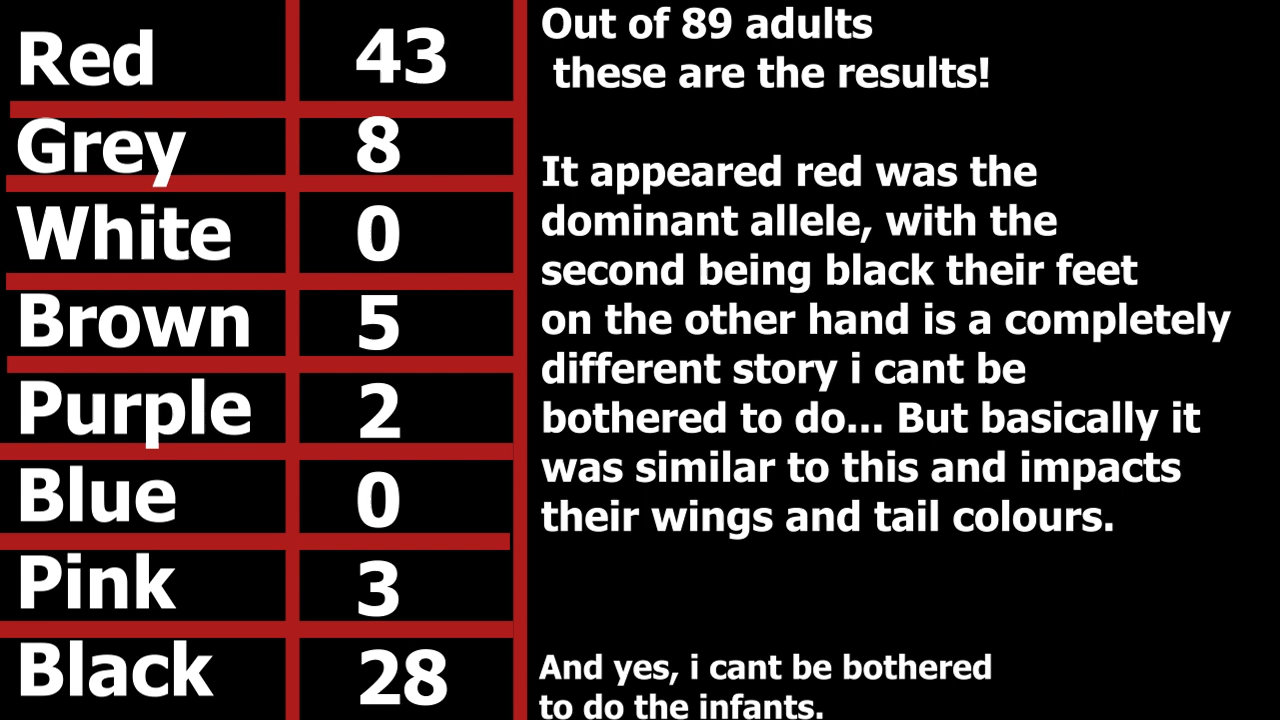 Red 43
Grey 8
White 0
Brown 5
Purple 2
Blue 0
Pink 3
Black 28
Out of 89 adults
these are the results!
It appeared red was the
dominant allele, with the
second being black their feet
on the other hand is a completely
different story i cant be
bothered to do... But basically it
was similar to this and impacts
their wings and tail colours.
And yes, i cant be bothered
to do the infants.